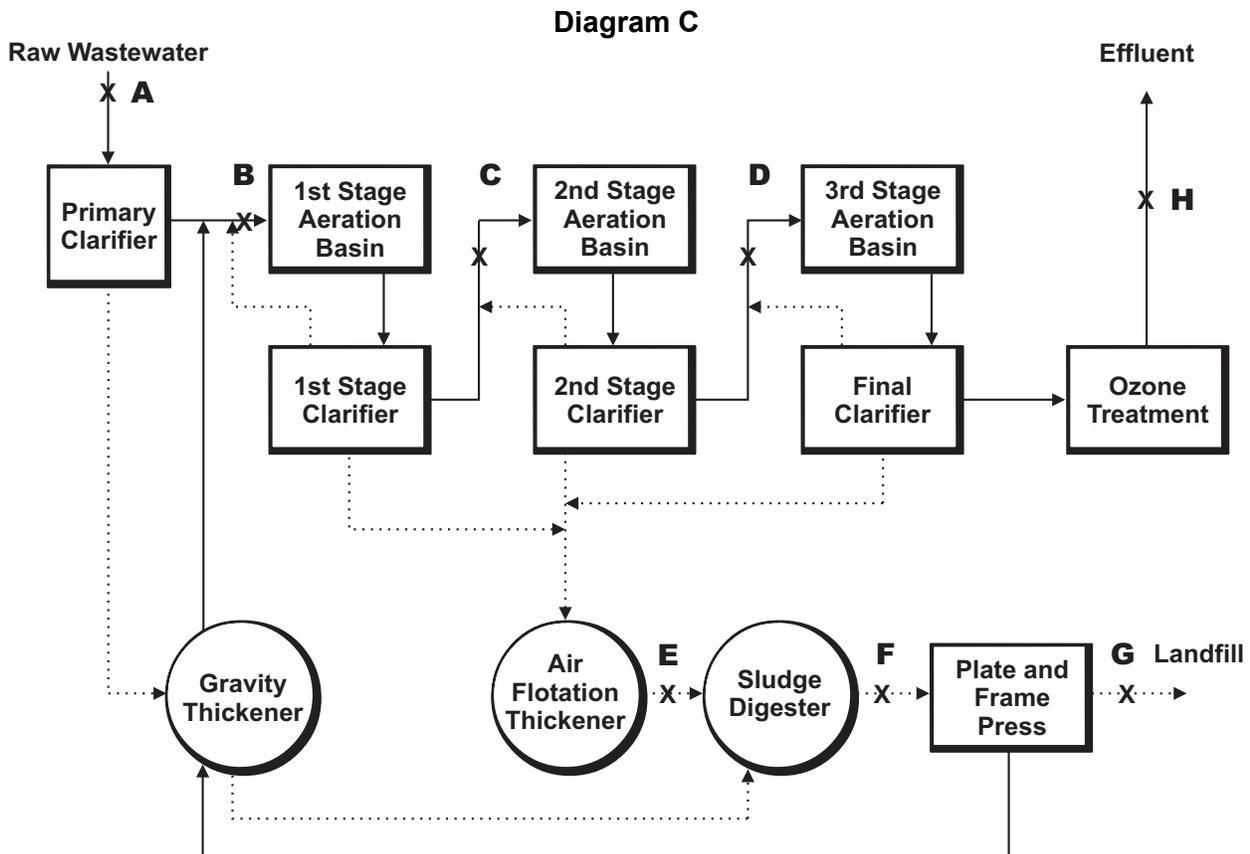 Diagram C
Raw Wastewater
Effluent
X A
Primary
Clarifier
B
X
1st Stage
Aeration
Basin
C
X
2nd Stage
Aeration
Basin
D
X
3rd Stage
Aeration
Basin
X H
1st Stage
Clarifier
2nd Stage
Clarifier
Final
Clarifier
Ozone
Treatment
Gravity
Thickener
Air
Flotation
Thickener
E
X
Sludge
Digester
F
X
Plate and
Frame
Press
G Landfill
X